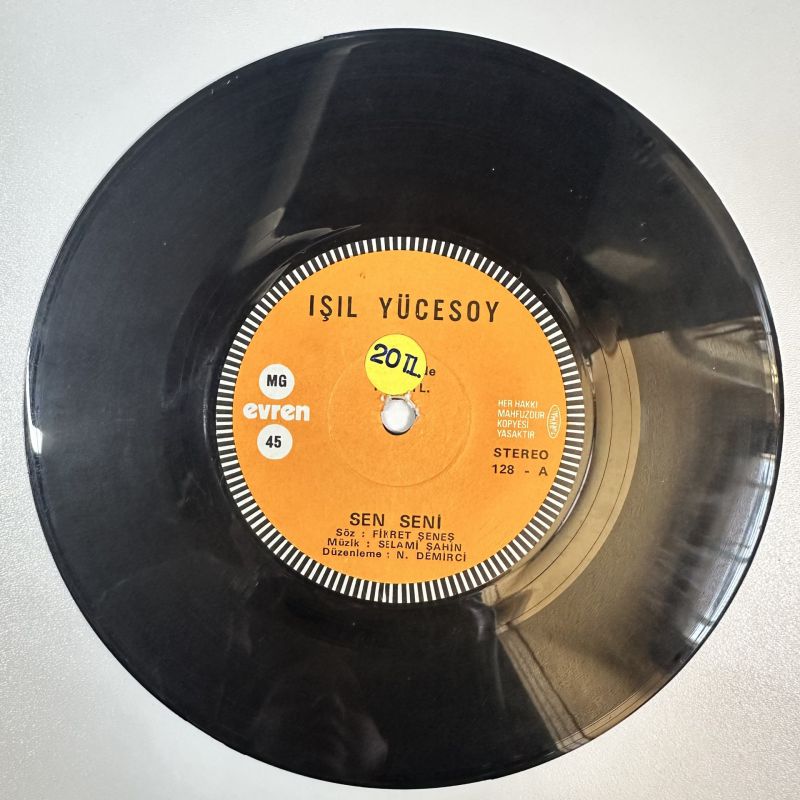 IŞIL YÜCESOY
20 TL.
MG
evren
45
HER HAKKI
MAHFUZDUR
KOPYESİ
YASAKTIR
STEREO
128 - A
SEN SENİ
Söz : FİKRET ŞENEŞ
Müzik : SELAMİ ŞAHİN
Düzenleme : N. DEMİRCİ